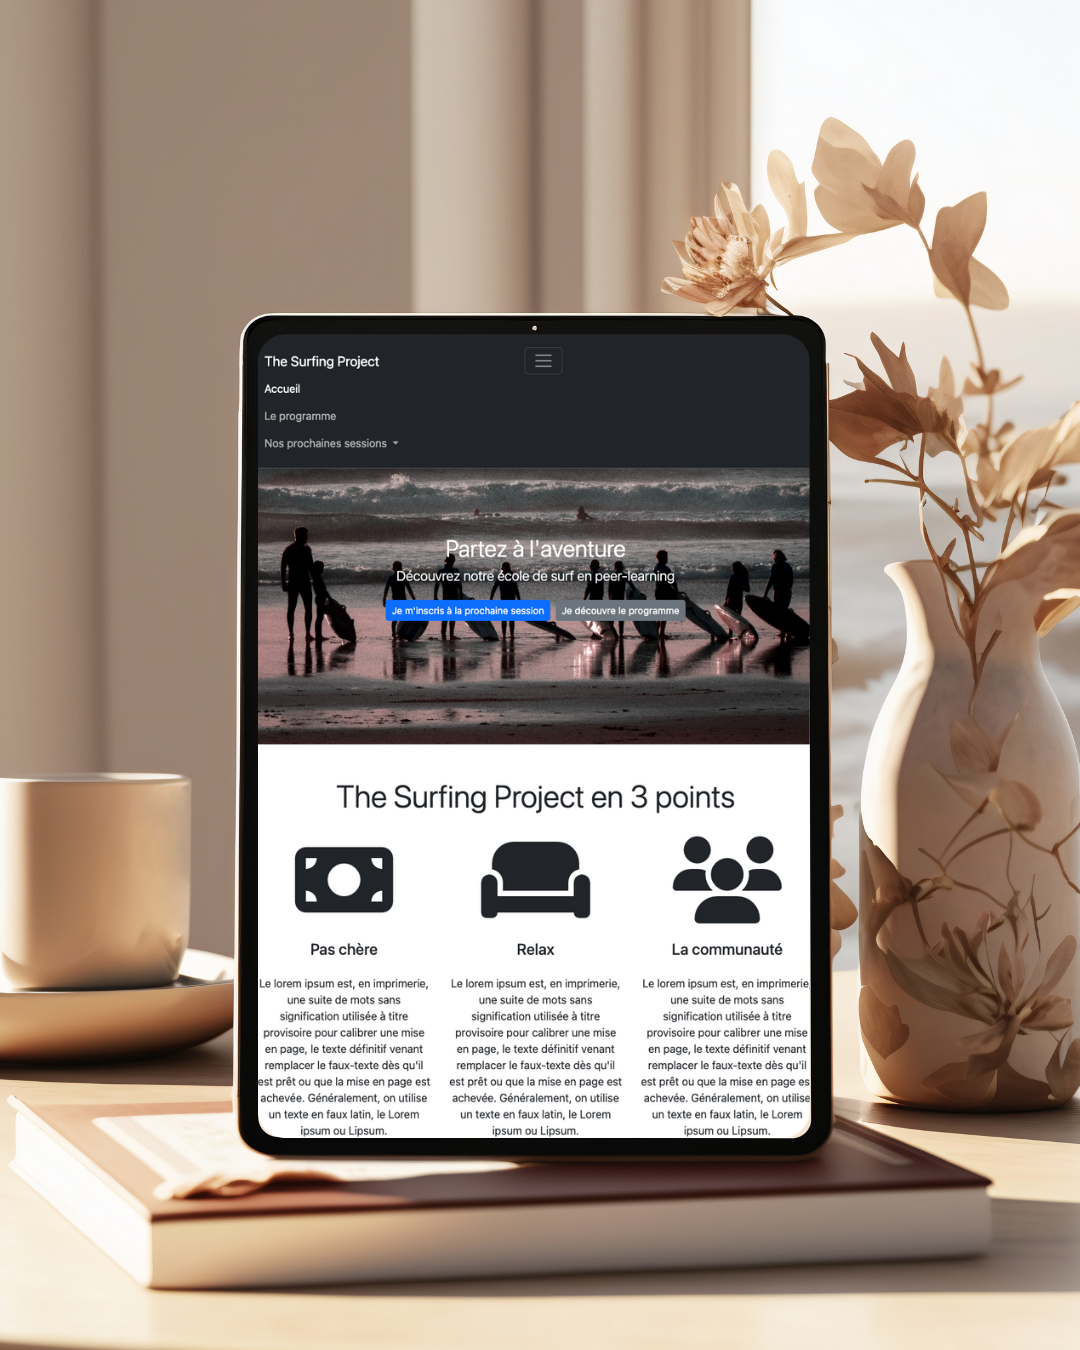 The Surfing Project
Accueil
Le programme
Nos prochaines sessions
Partez à l'aventure
Découvrez notre école de surf en peer-learning
Je m'inscris à la prochaine session Je découvre le programme
The Surfing Project en 3 points
Pas chère
Le lorem ipsum est, en imprimerie,
une suite de mots sans
signification utilisée à titre
provisoire pour calibrer une mise
en page, le texte définitif venant
remplacer le faux-texte dès qu'il
est prêt ou que la mise en page est
achevée. Généralement, on utilise
un texte en faux latin, le Lorem
ipsum ou Lipsum.
Relax
Le lorem ipsum est, en imprimerie,
une suite de mots sans
signification utilisée à titre
provisoire pour calibrer une mise
en page, le texte définitif venant
remplacer le faux-texte dès qu'il
est prêt ou que la mise en page est
achevée. Généralement, on utilise
un texte en faux latin, le Lorem
ipsum ou Lipsum.
La communauté
Le lorem ipsum est, en imprimerie,
une suite de mots sans
signification utilisée à titre
provisoire pour calibrer une mise
en page, le texte définitif venant
remplacer le faux-texte dès qu'il
est prêt ou que la mise en page es
achevée. Généralement, on utilise
un texte en faux latin, le Lorem
ipsum ou Lipsum.